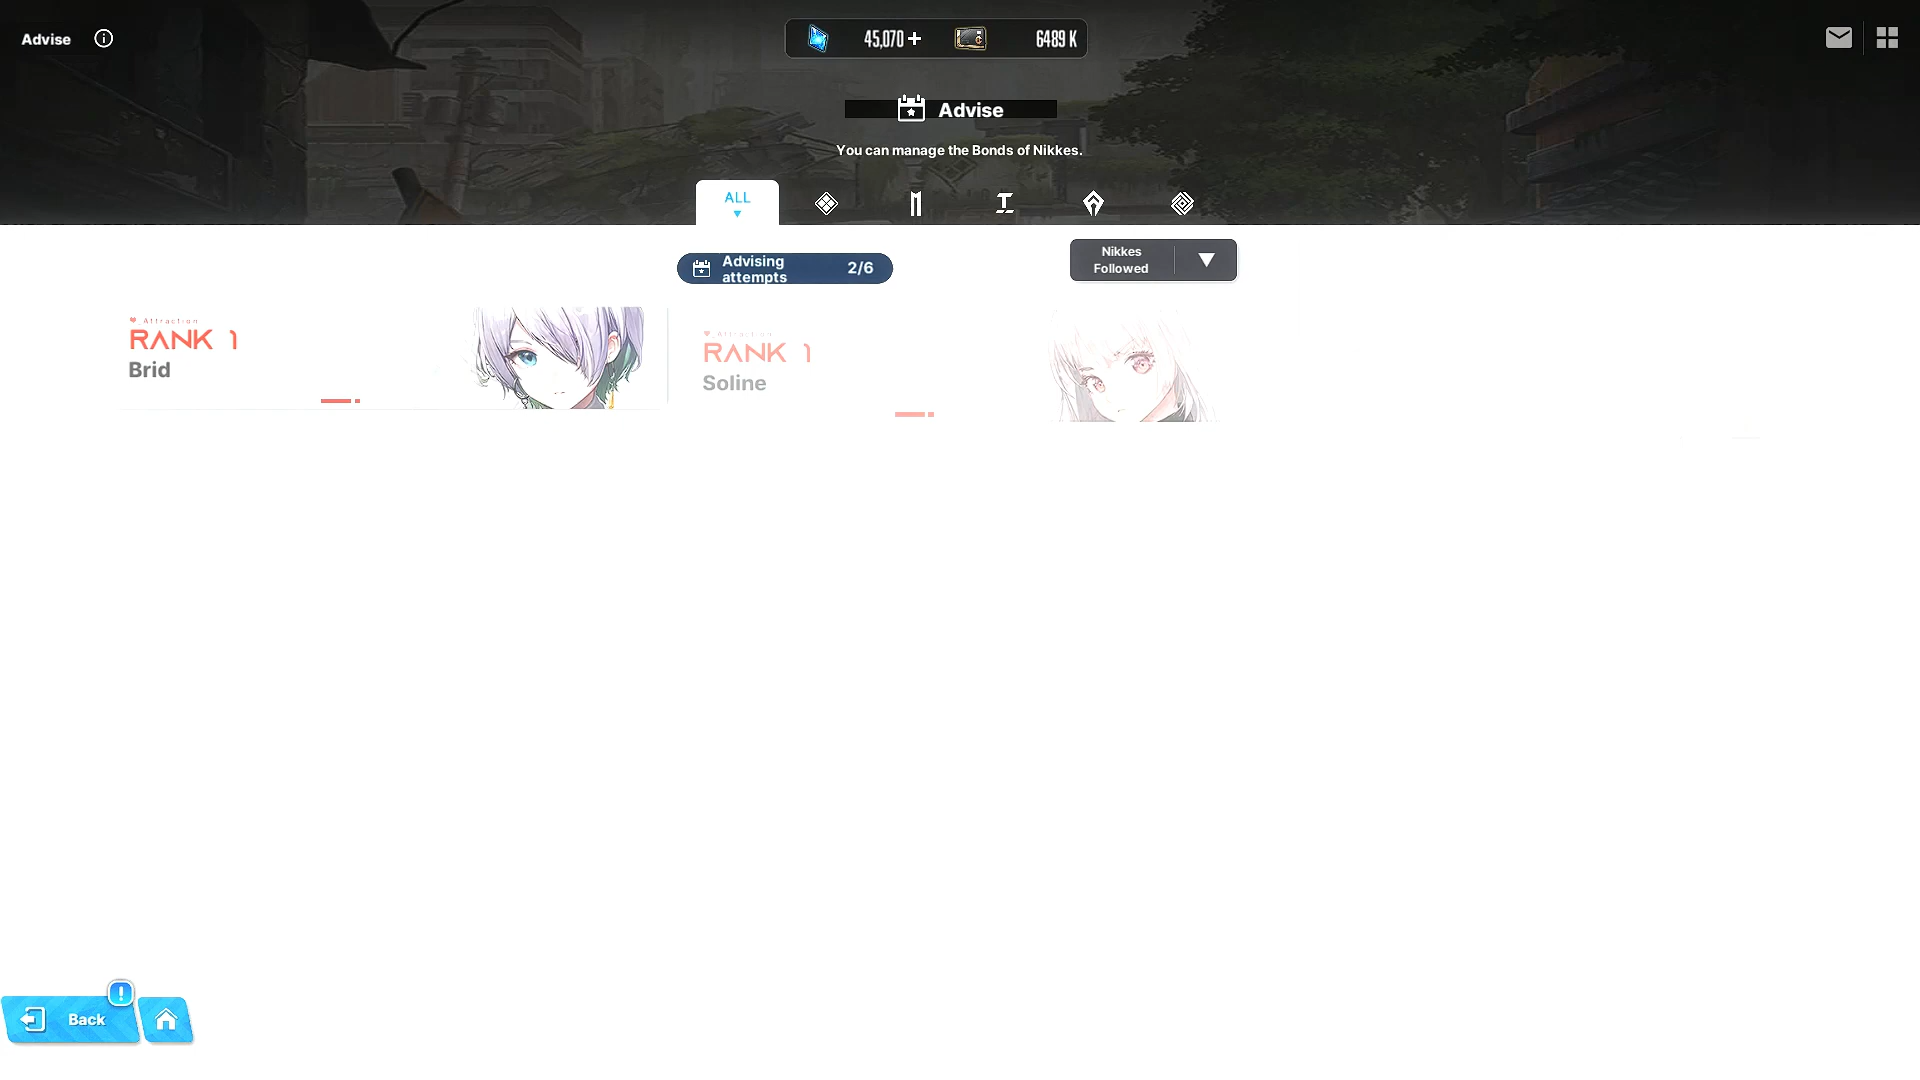 Advise
45,070
6489 K
Advise
You can manage the Bonds of Nikkes.
ALL
Advising
attempts
2/6
Nikkes
Followed
Attraction
RANK 1
Brid
Attraction
RANK 1
Soline
Back